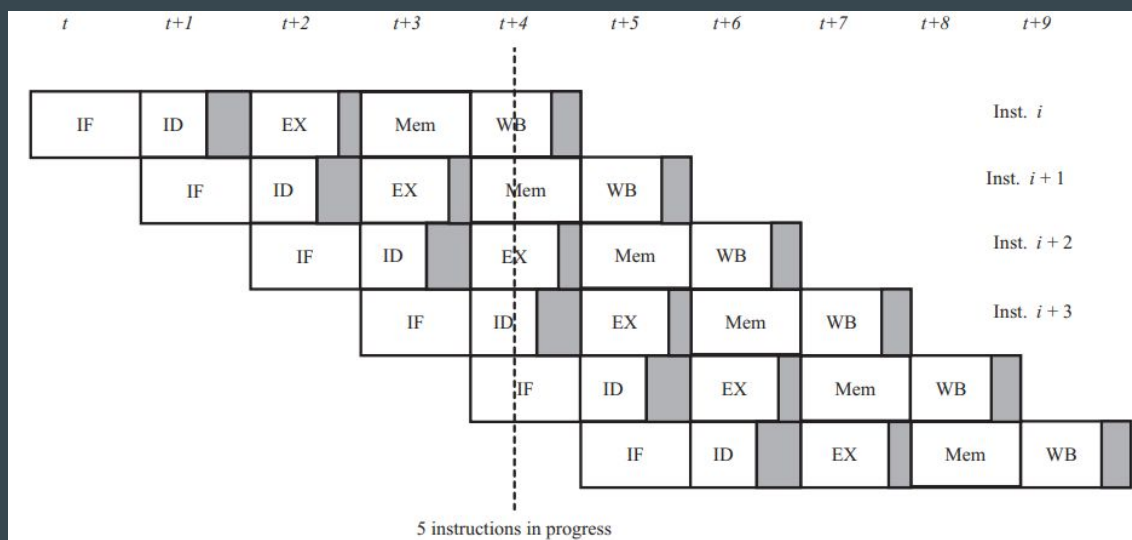 t t+1 t+2 t+3 t+4 t+5 t+6 t+7 t+8 t+9
IF ID EX Mem WB Inst. i
IF ID EX Mem WB Inst. i + 1
IF ID EX Mem WB Inst. i + 2
IF ID EX Mem WB Inst. i + 3
IF ID EX Mem WB
IF ID EX Mem WB
5 instructions in progress